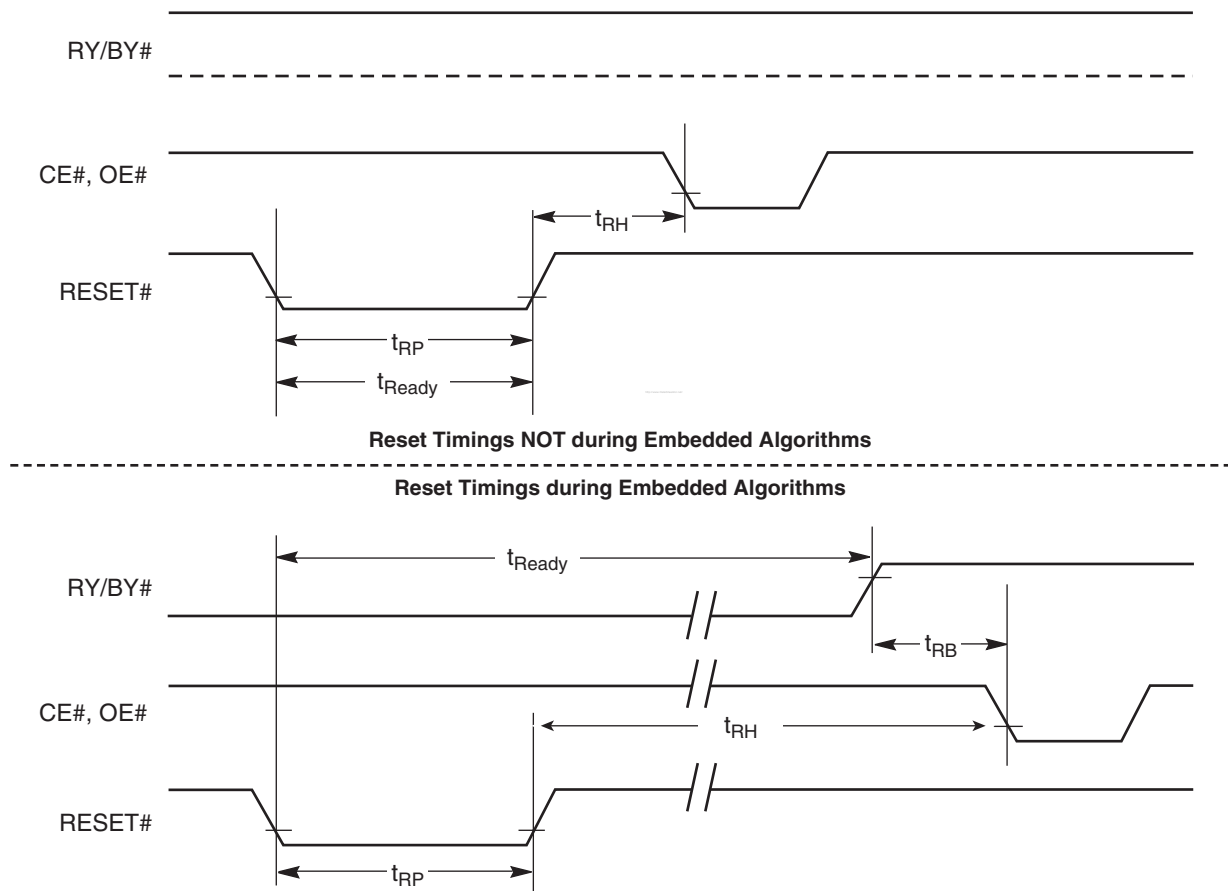 RY/BY#
CE#, OE#
tRH
RESET#
tRP
tReady
Reset Timings NOT during Embedded Algorithms
Reset Timings during Embedded Algorithms
tReady
RY/BY#
tRB
CE#, OE#
tRH
RESET#
tRP